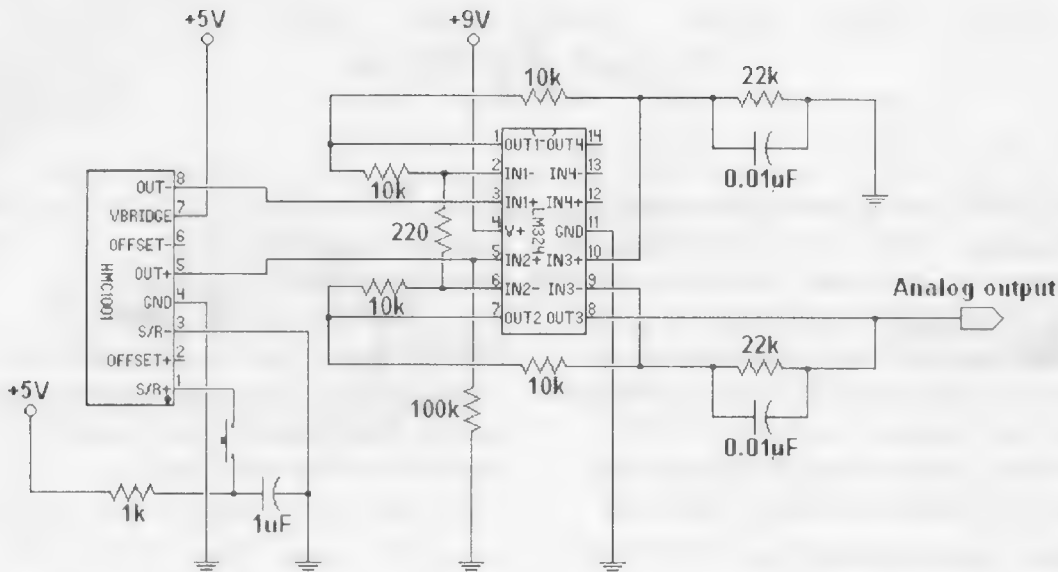 +5V
+9V
10k
22k
0.01uF
10k
220
10k
10k
22k
0.01µF
100k
Analog output
HMC1001
8 OUT-
7 VBRIDGE
6 OFFSET-
5 OUT+
4 GND
3 S/R-
2 OFFSET+
1 S/R+
LM324
1 OUT1 OUT4 14
2 IN1- IN4- 13
3 IN1+ IN4+ 12
4 V+ GND 11
5 IN2+ IN3+ 10
6 IN2- IN3- 9
7 OUT2 OUT3 8
+5V
1k
1uF